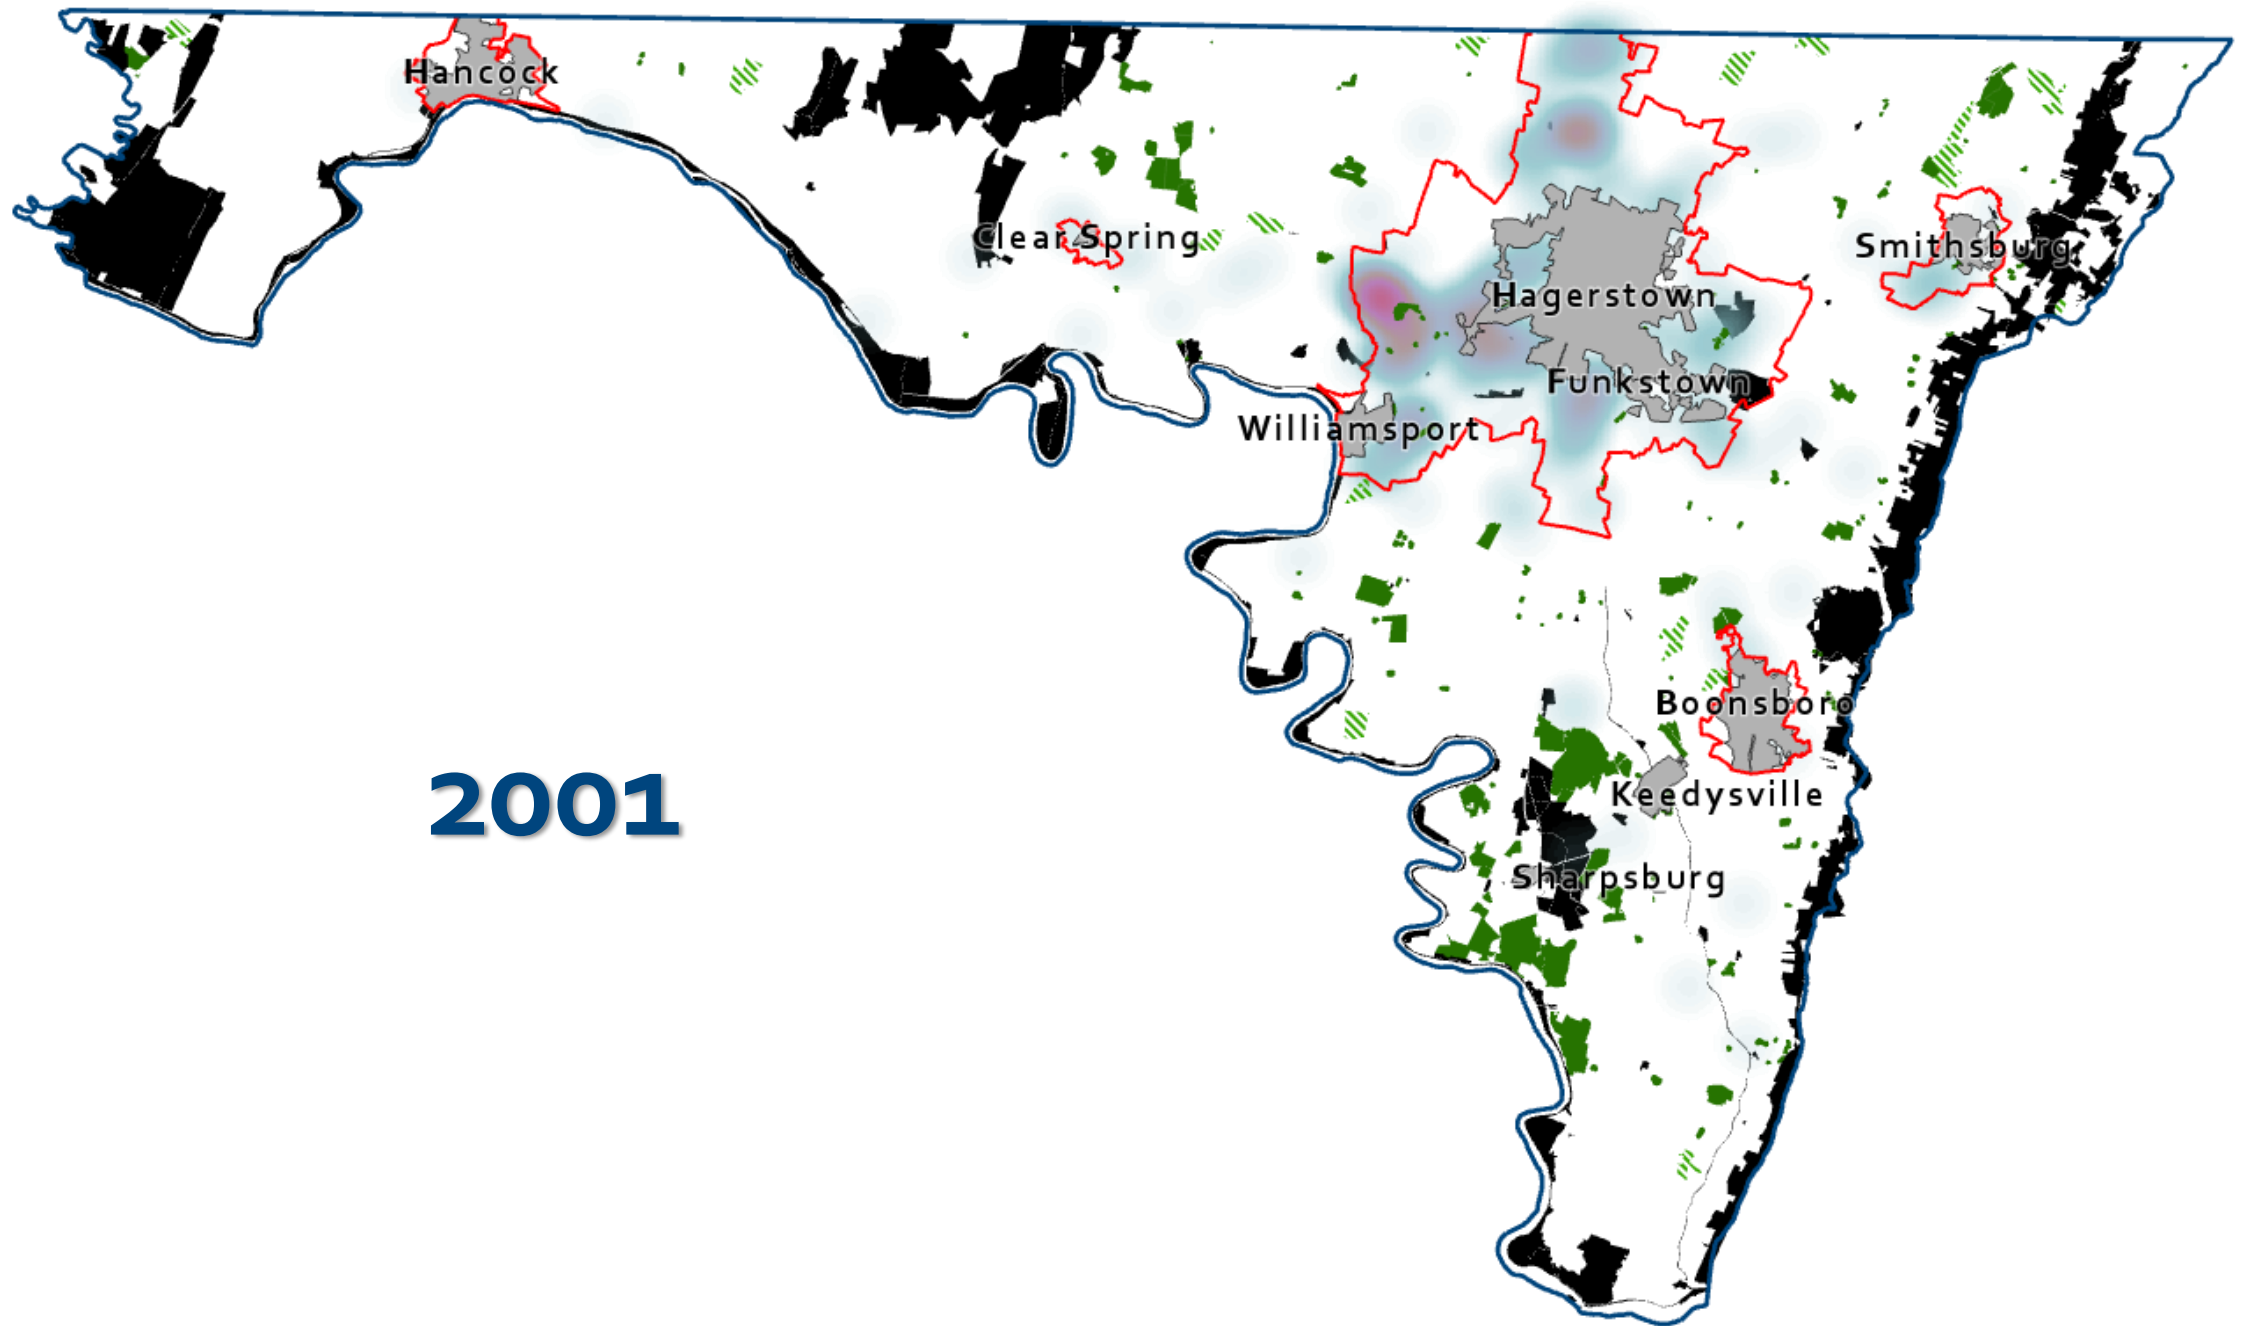 Hancock
Clear Spring
Smithsburg
Hagerstown
Funkstown
Williamsport
Boonsboro
2001
Keedysville
Sharpsburg